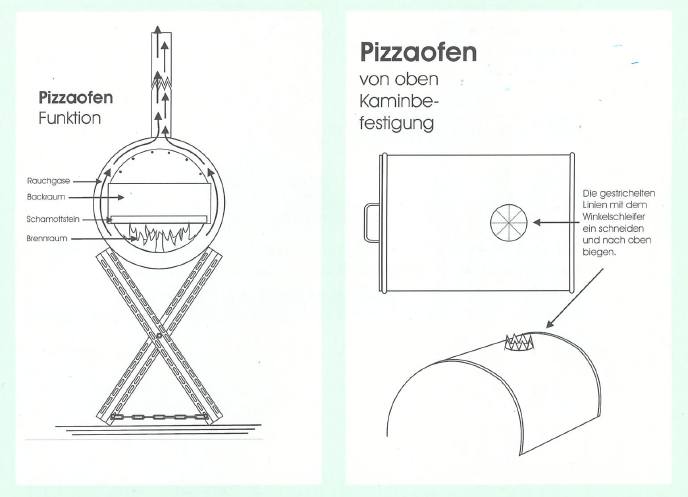 Pizzaofen
Funktion
Rauchgase
Backraum
Schamottstein
Brennraum
Pizzaofen
von oben
Kaminbe-
festigung
Die gestrichelten
Linien mit dem
Winkelschleifer
ein schneiden
und nach oben
biegen.